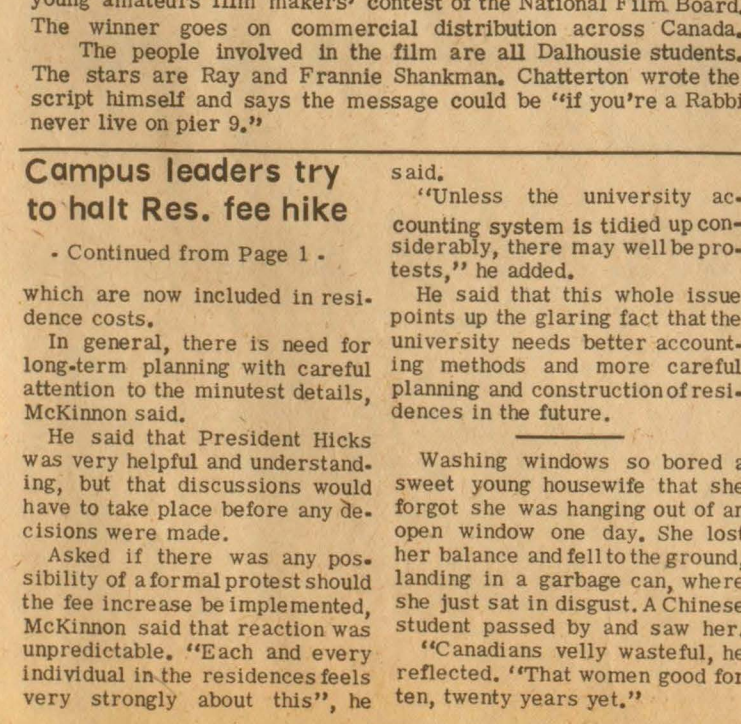 young amateurs film makers' contest of the National Film Board.
The winner goes on commercial distribution across Canada.
The people involved in the film are all Dalhousie students.
The stars are Ray and Frannie Shankman. Chatterton wrote the
script himself and says the message could be "if you're a Rabbi
never live on pier 9."
Campus leaders try
to halt Res. fee hike
- Continued from Page 1 -
which are now included in resi-
dence costs.
In general, there is need for
long-term planning with careful
attention to the minutest details,
McKinnon said.
He said that President Hicks
was very helpful and understand-
ing, but that discussions would
have to take place before any de-
cisions were made.
Asked if there was any pos-
sibility of a formal protest should
the fee increase be implemented,
McKinnon said that reaction was
unpredictable. "Each and every
individual in the residences feels
very strongly about this", he
said.
"Unless the university ac-
counting system is tidied up con-
siderably, there may well be pro-
tests," he added.
He said that this whole issue
points up the glaring fact that the
university needs better account-
ing methods and more careful
planning and construction of resi-
dences in the future.
Washing windows so bored a
sweet young housewife that she
forgot she was hanging out of an
open window one day. She lost
her balance and fell to the ground,
landing in a garbage can, where
she just sat in disgust. A Chinese
student passed by and saw her.
"Canadians velly wasteful, he
reflected. "That women good for
ten, twenty years yet."